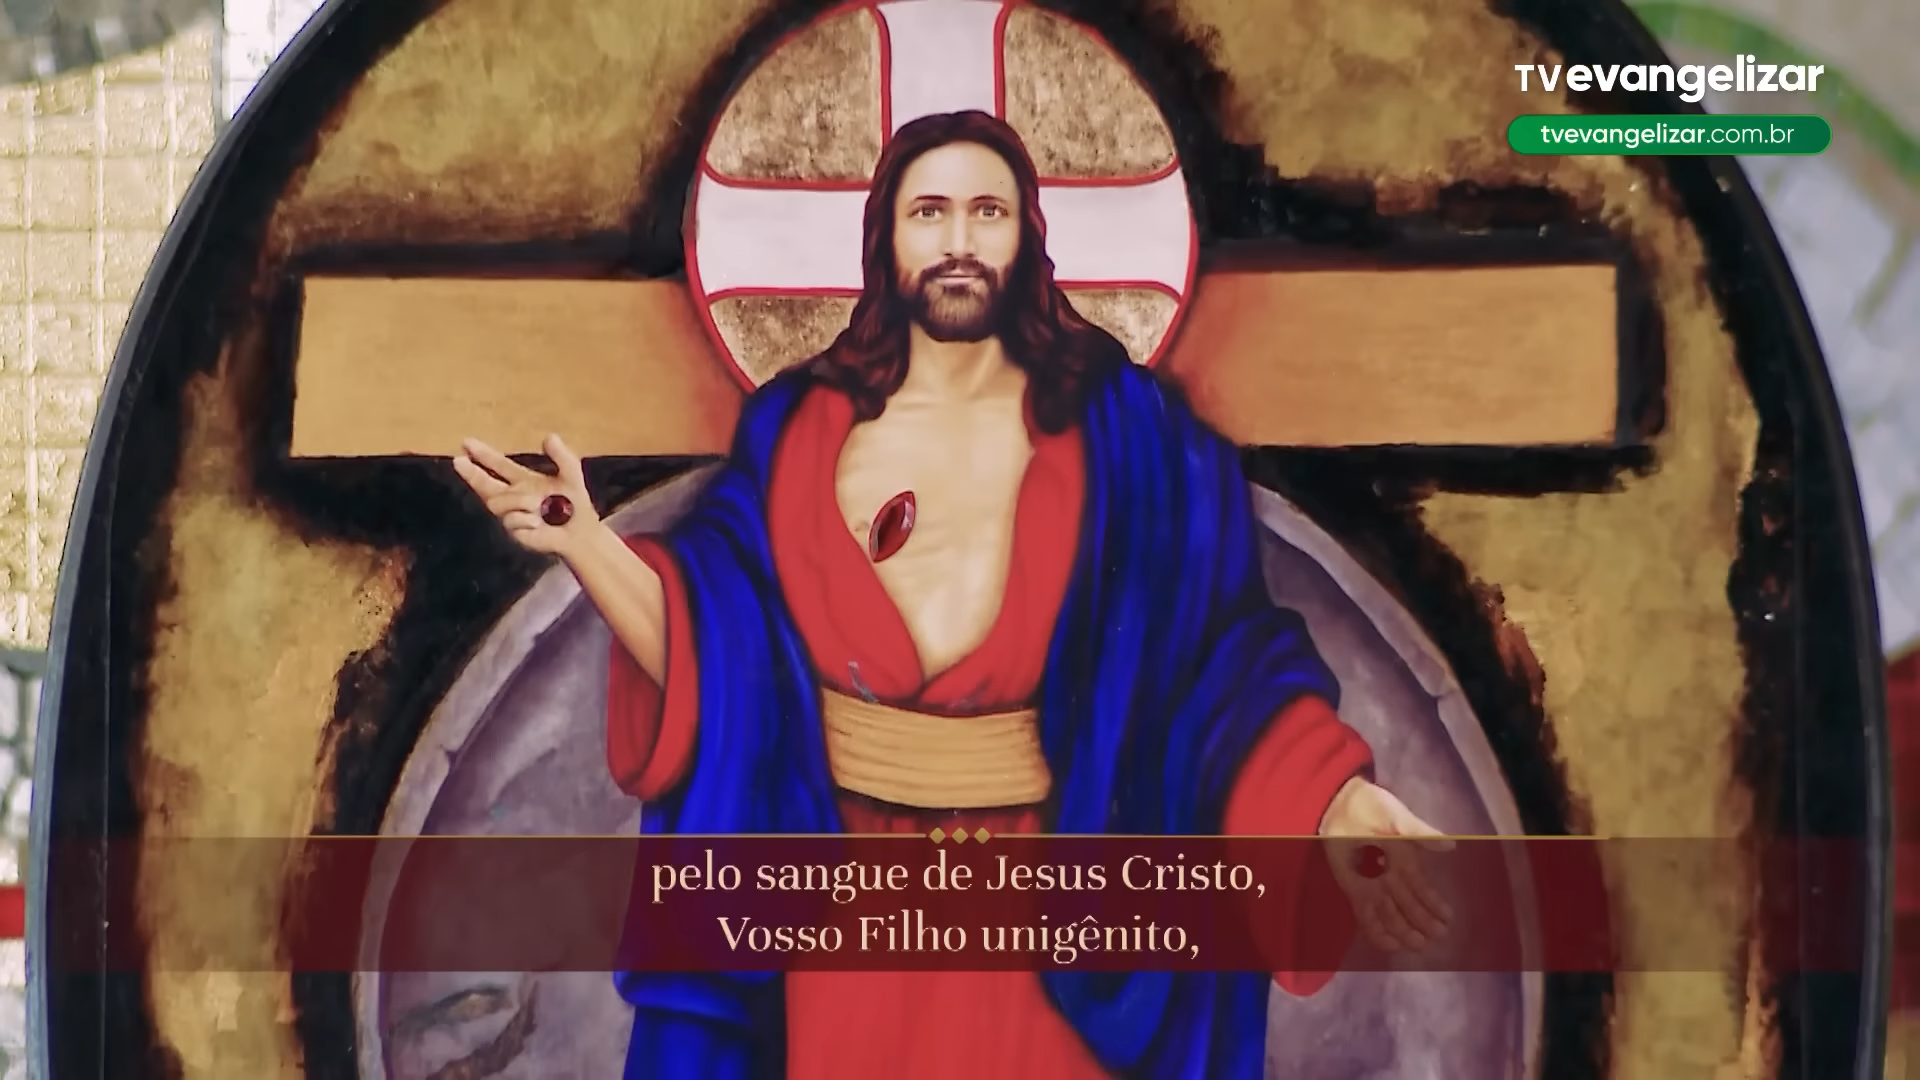 TVevangelizar
tvevangelizar.com.br
pelo sangue de Jesus Cristo,
Vosso Filho unigênito,